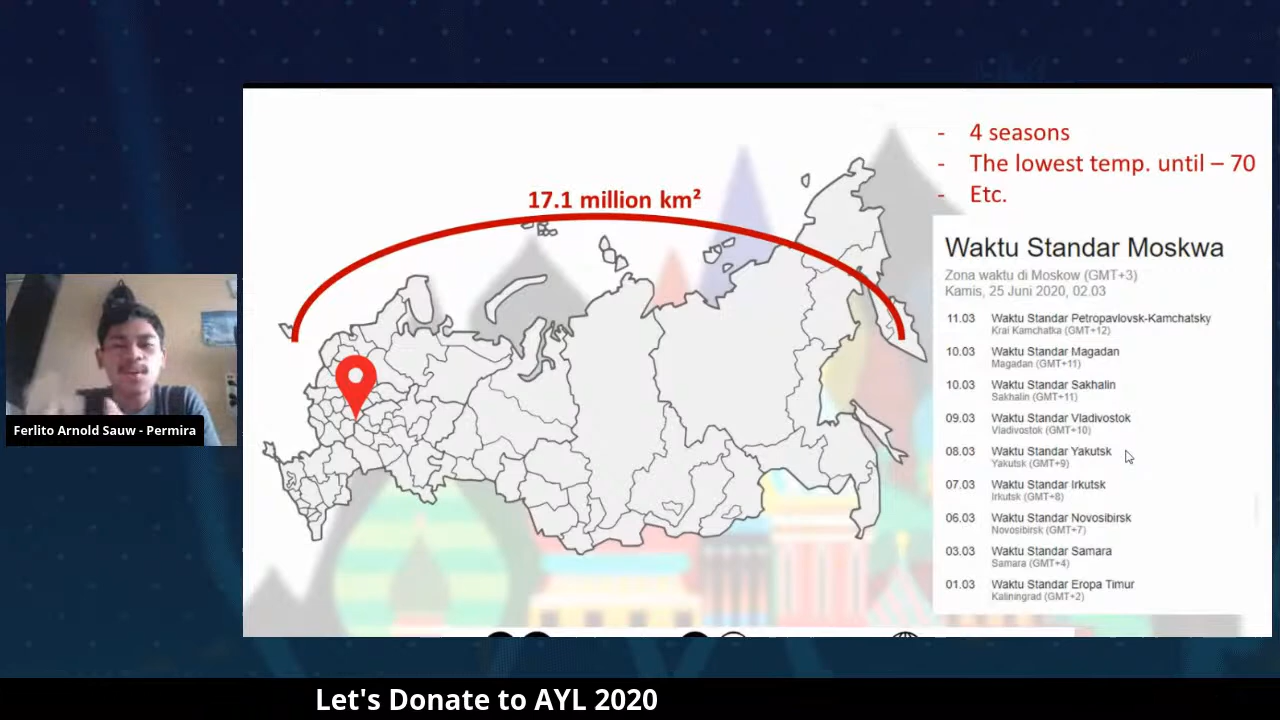 - 4 seasons
- The lowest temp. until – 70
- Etc.
17.1 million km²
Waktu Standar Moskwa
Zona waktu di Moskow (GMT+3)
Kamis, 25 Juni 2020, 02.03
11.03 Waktu Standar Petropavlovsk-Kamchatsky
Krai Kamchatka (GMT+12)
10.03 Waktu Standar Magadan
Magadan (GMT+11)
10.03 Waktu Standar Sakhalin
Sakhalin (GMT+11)
09.03 Waktu Standar Vladivostok
Vladivostok (GMT+10)
08.03 Waktu Standar Yakutsk
Yakutsk (GMT+9)
07.03 Waktu Standar Irkutsk
Irkutsk (GMT+8)
06.03 Waktu Standar Novosibirsk
Novosibirsk (GMT+7)
03.03 Waktu Standar Samara
Samara (GMT+4)
01.03 Waktu Standar Eropa Timur
Kaliningrad (GMT+2)
Ferlito Arnold Sauw - Permira
Let's Donate to AYL 2020